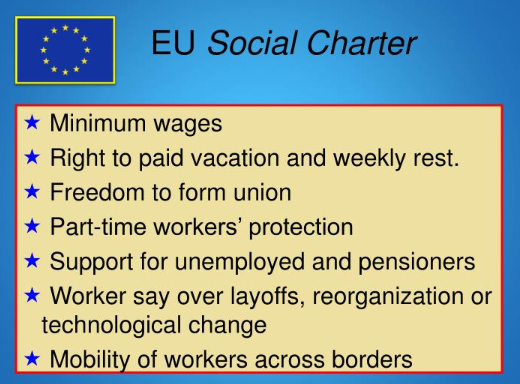 EU Social Charter
★ Minimum wages
★ Right to paid vacation and weekly rest.
★ Freedom to form union
★ Part-time workers’ protection
★ Support for unemployed and pensioners
★ Worker say over layoffs, reorganization or
technological change
★ Mobility of workers across borders